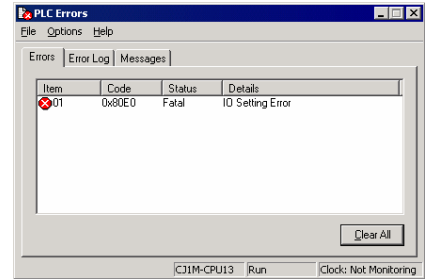 PLC Errors
File Options Help
Errors Error Log Messages
Item Code Status Details
01 0x80E0 Fatal IO Setting Error
Clear All
CJ1M-CPU13 Run Clock: Not Monitoring